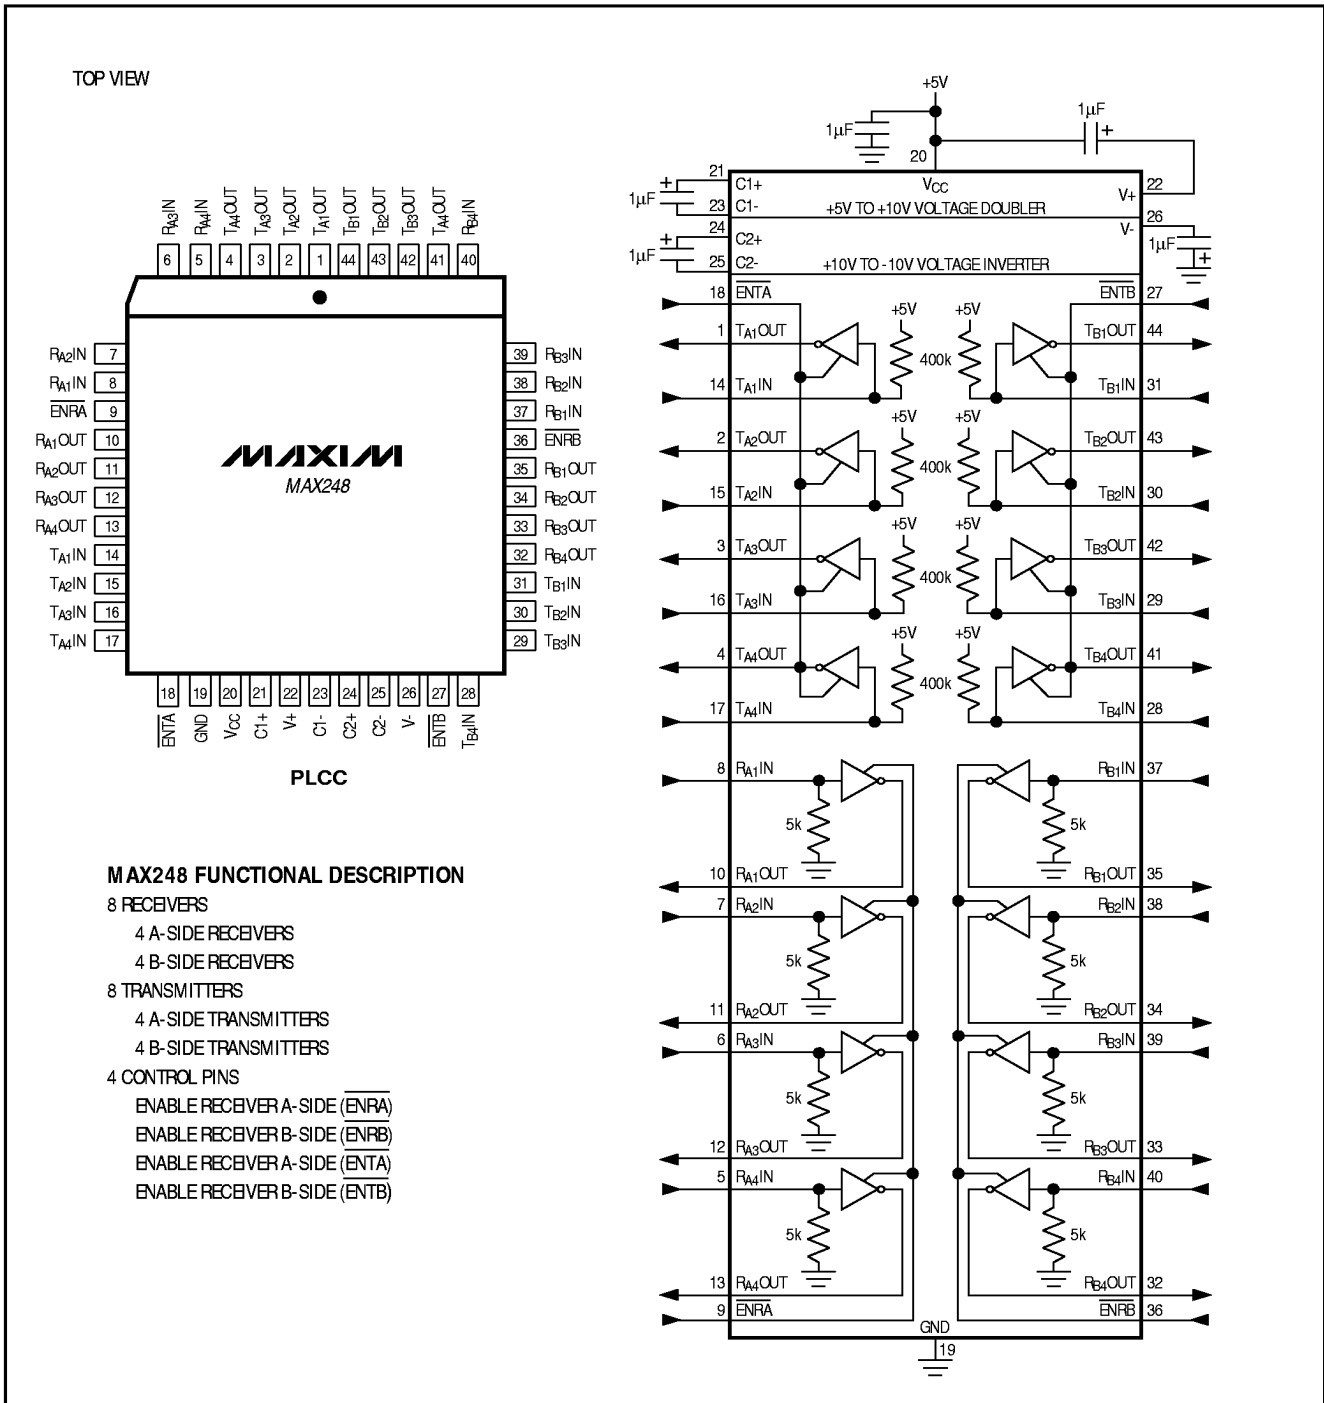 TOP VIEW
RA3IN RA4IN TA4OUT TA3OUT TA2OUT TA1OUT TB1OUT TB2OUT TB3OUT TA4OUT RB4IN
6 5 4 3 2 1 44 43 42 41 40
RA2IN 7
RA1IN 8
ENRA 9
RA1OUT 10
RA2OUT 11
RA3OUT 12
RA4OUT 13
TA1IN 14
TA2IN 15
TA3IN 16
TA4IN 17
MAXIM
MAX248
39 RB3IN
38 RB2IN
37 RB1IN
36 ENRB
35 RB1OUT
34 RB2OUT
33 RB3OUT
32 RB4OUT
31 TB1IN
30 TB2IN
29 TB3IN
18 19 20 21 22 23 24 25 26 27 28
ENTA GND VCC C1+ V+ C1- C2+ C2- V- ENTB TB4IN
PLCC
MAX248 FUNCTIONAL DESCRIPTION
8 RECEIVERS
4 A-SIDE RECEIVERS
4 B-SIDE RECEIVERS
8 TRANSMITTERS
4 A-SIDE TRANSMITTERS
4 B-SIDE TRANSMITTERS
4 CONTROL PINS
ENABLE RECEIVER A-SIDE (ENRA)
ENABLE RECEIVER B-SIDE (ENRB)
ENABLE RECEIVER A-SIDE (ENTA)
ENABLE RECEIVER B-SIDE (ENTB)
+5V
1µF 1µF +
20
21 C1+ VCC V+ 22
+ 1µF
23 C1- +5V TO +10V VOLTAGE DOUBLER
26 V-
24 C2+
+ 1µF 1µF +
25 C2- +10V TO -10V VOLTAGE INVERTER
18 ENTA ENTB 27
+5V +5V
1 TA1OUT TB1OUT 44
400k
14 TA1IN TB1IN 31
+5V +5V
2 TA2OUT TB2OUT 43
400k
15 TA2IN TB2IN 30
+5V +5V
3 TA3OUT TB3OUT 42
400k
16 TA3IN TB3IN 29
+5V +5V
4 TA4OUT TB4OUT 41
400k
17 TA4IN TB4IN 28
8 RA1IN RB1IN 37
5k 5k
10 RA1OUT RB1OUT 35
7 RA2IN RB2IN 38
5k 5k
11 RA2OUT RB2OUT 34
6 RA3IN RB3IN 39
5k 5k
12 RA3OUT RB3OUT 33
5 RA4IN RB4IN 40
5k 5k
13 RA4OUT RB4OUT 32
9 ENRA ENRB 36
GND
19